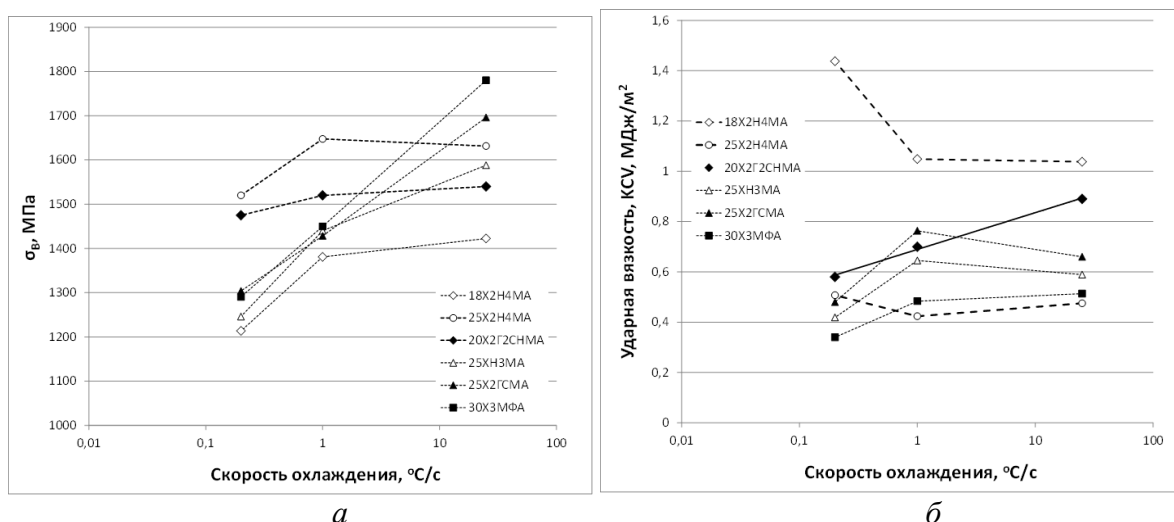 1900
1800
1700
1600
1500
1400
1300
1200
1100
1000
σв, МПа
0,01
0,1
1
10
100
Скорость охлаждения, °С/с
18Х2Н4МА
25Х2Н4МА
20Х2Г2СНМА
25ХН3МА
25Х2ГСМА
30Х3МФА
а
1,6
1,4
1,2
1
0,8
0,6
0,4
0,2
0
Ударная вязкость, KCV, МДж/м²
0,01
0,1
1
10
100
Скорость охлаждения, °С/с
18Х2Н4МА
25Х2Н4МА
20Х2Г2СНМА
25ХН3МА
25Х2ГСМА
30Х3МФА
б